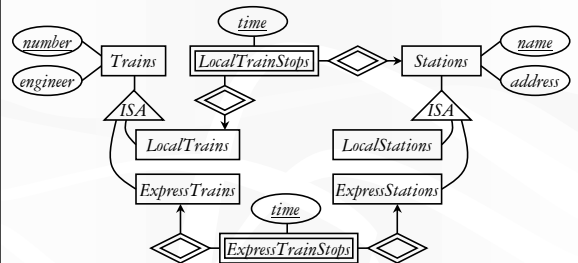 time
number
name
Trains
LocalTrainStops
Stations
engineer
address
ISA
ISA
LocalTrains
LocalStations
ExpressTrains
ExpressStations
time
ExpressTrainStops